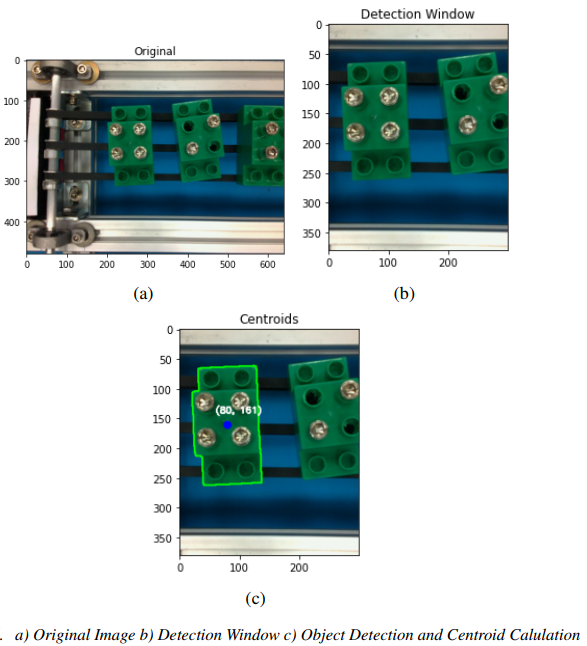 Original
0
100
200
300
400
0 100 200 300 400 500 600
(a)
Detection Window
0
50
100
150
200
250
300
350
0 100 200
(b)
Centroids
0
50
100
150
200
250
300
350
(80, 161)
0 100 200
(c)
. a) Original Image b) Detection Window c) Object Detection and Centroid Calulation